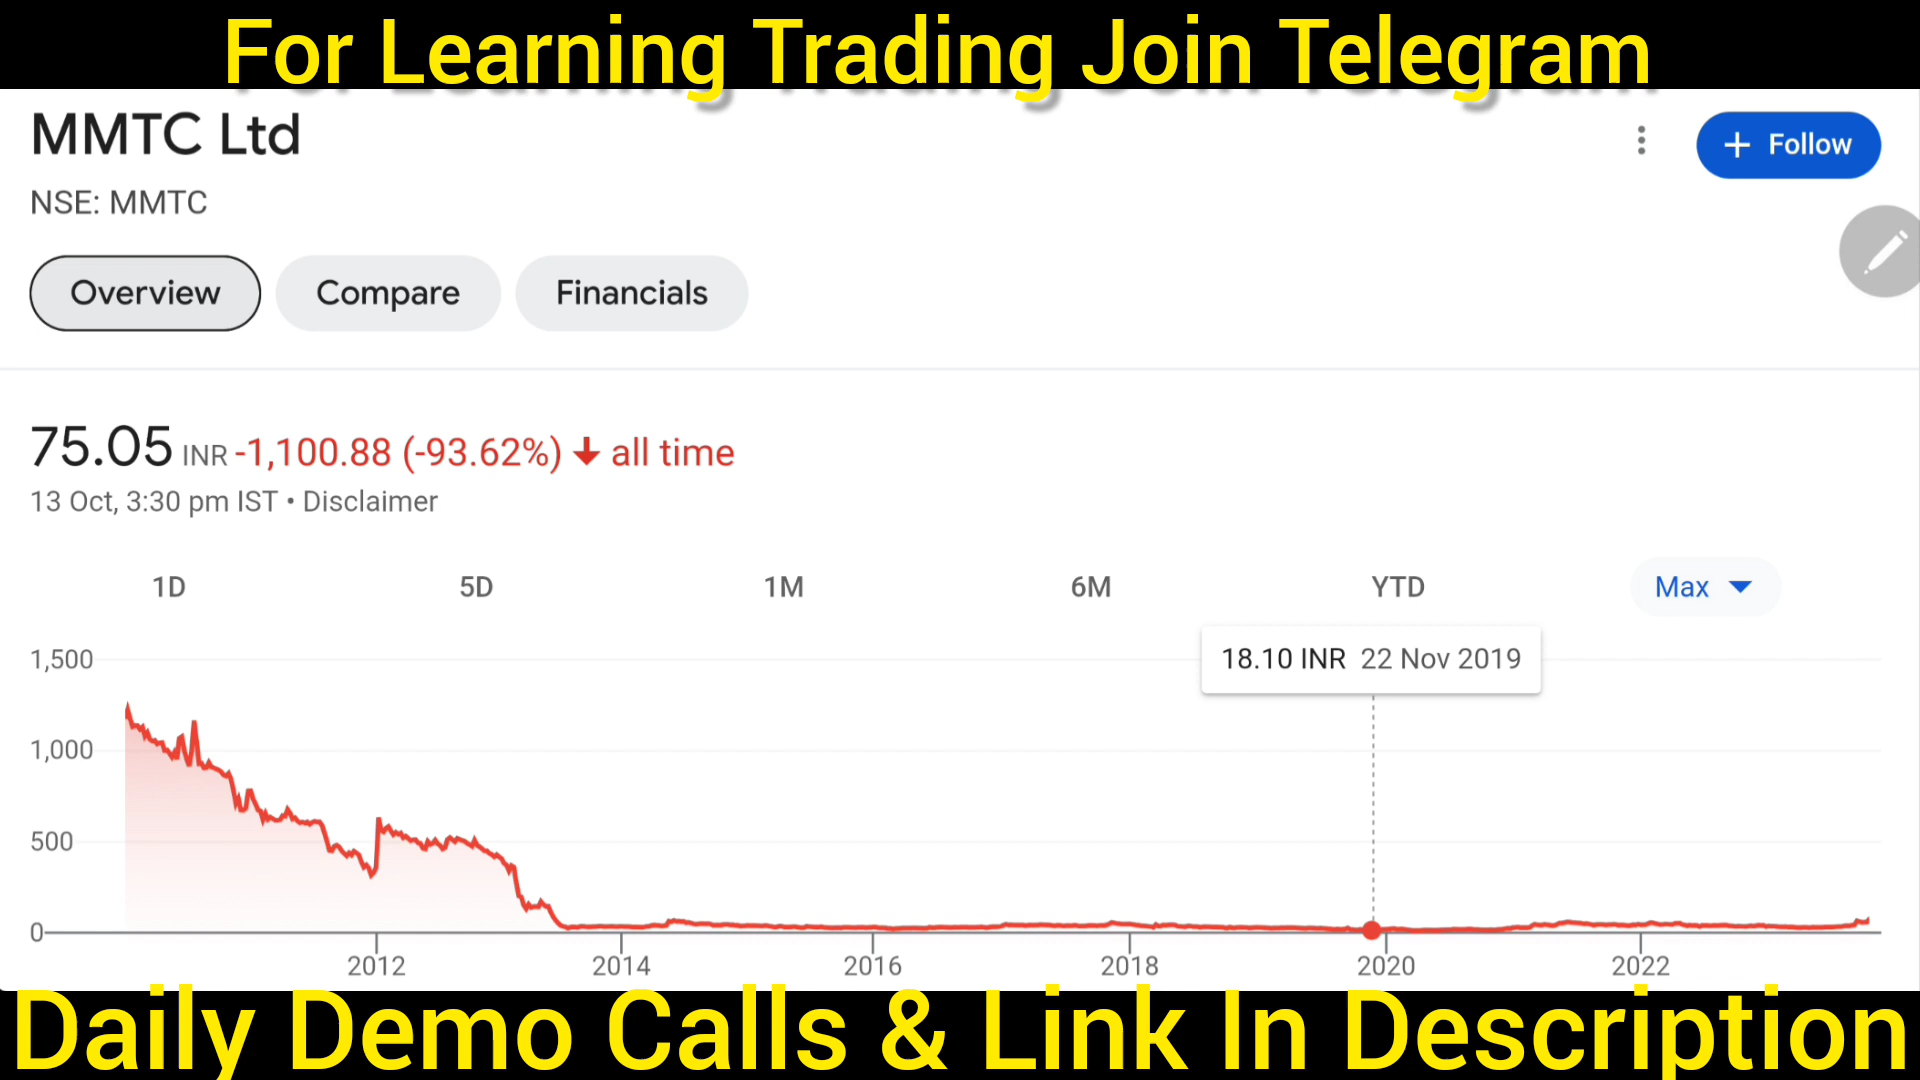 For Learning Trading Join Telegram
MMTC Ltd
+ Follow
NSE: MMTC
Overview Compare Financials
75.05 INR -1,100.88 (-93.62%) ↓ all time
13 Oct, 3:30 pm IST • Disclaimer
1D 5D 1M 6M YTD Max
18.10 INR 22 Nov 2019
1,500
1,000
500
0
2012 2014 2016 2018 2020 2022
Daily Demo Calls & Link In Description